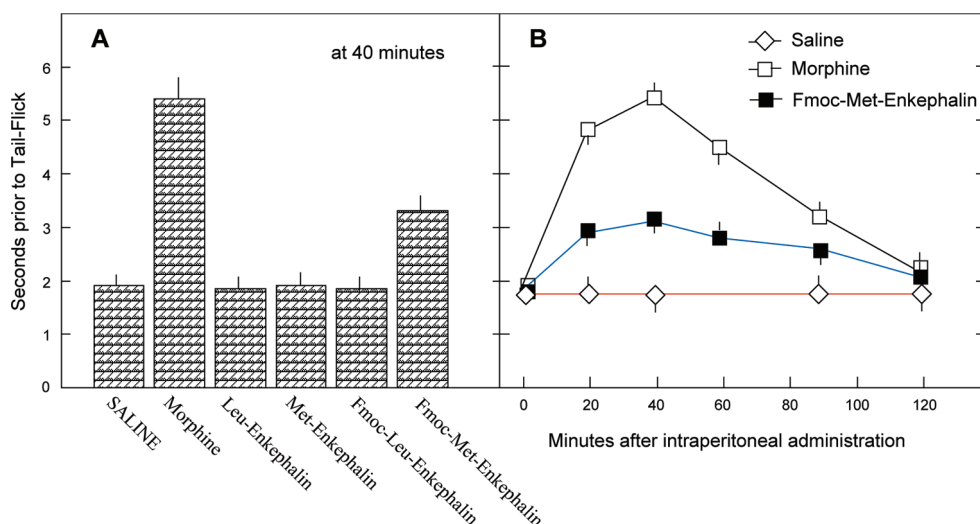 A
at 40 minutes
B
Saline
Morphine
Fmoc-Met-Enkephalin
Seconds prior to Tail-Flick
6
5
4
3
2
1
0
SALINE
Morphine
Leu-Enkephalin
Met-Enkephalin
Fmoc-Leu-Enkephalin
Fmoc-Met-Enkephalin
0 20 40 60 80 100 120
Minutes after intraperitoneal administration